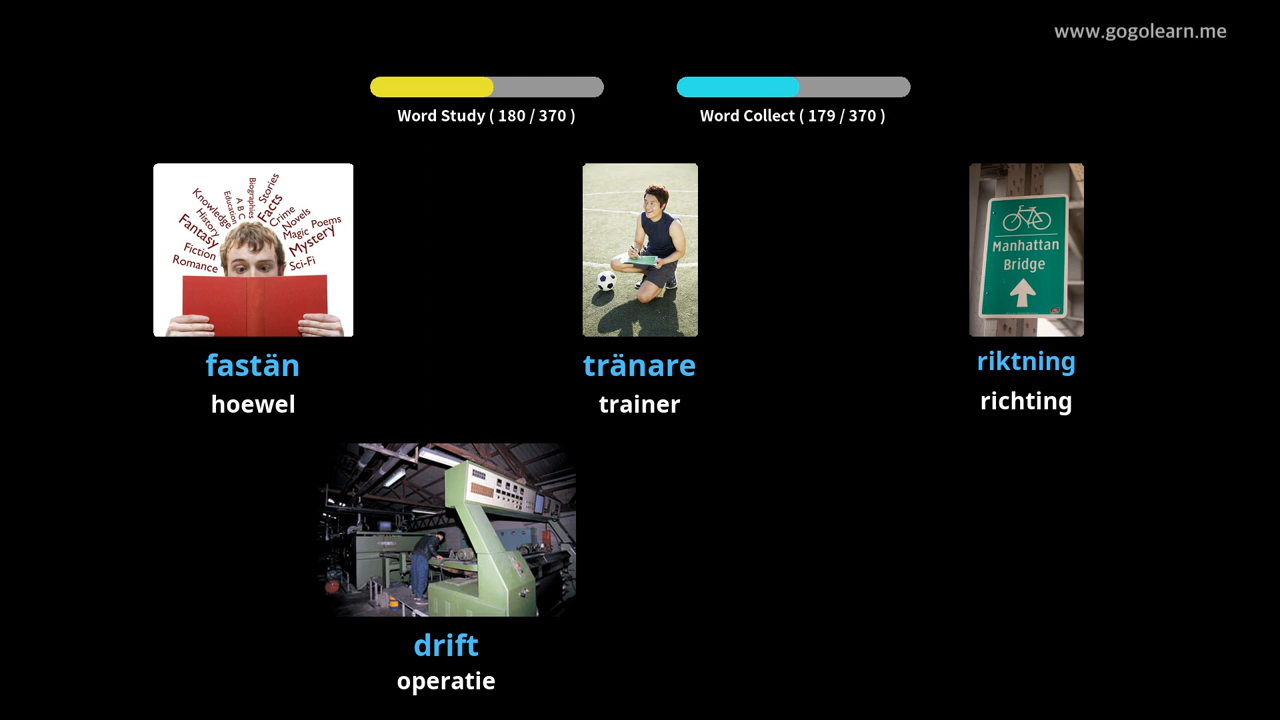 www.gogolearn.me
Word Study ( 180 / 370 )
Word Collect ( 179 / 370 )
Knowledge
History
Fantasy
Fiction
Romance
Education
A B C
Biographies
Stories
Facts
Crime
Novels
Magic
Poems
Mystery
Sci-Fi
Manhattan
Bridge
fastän
hoewel
tränare
trainer
riktning
richting
drift
operatie